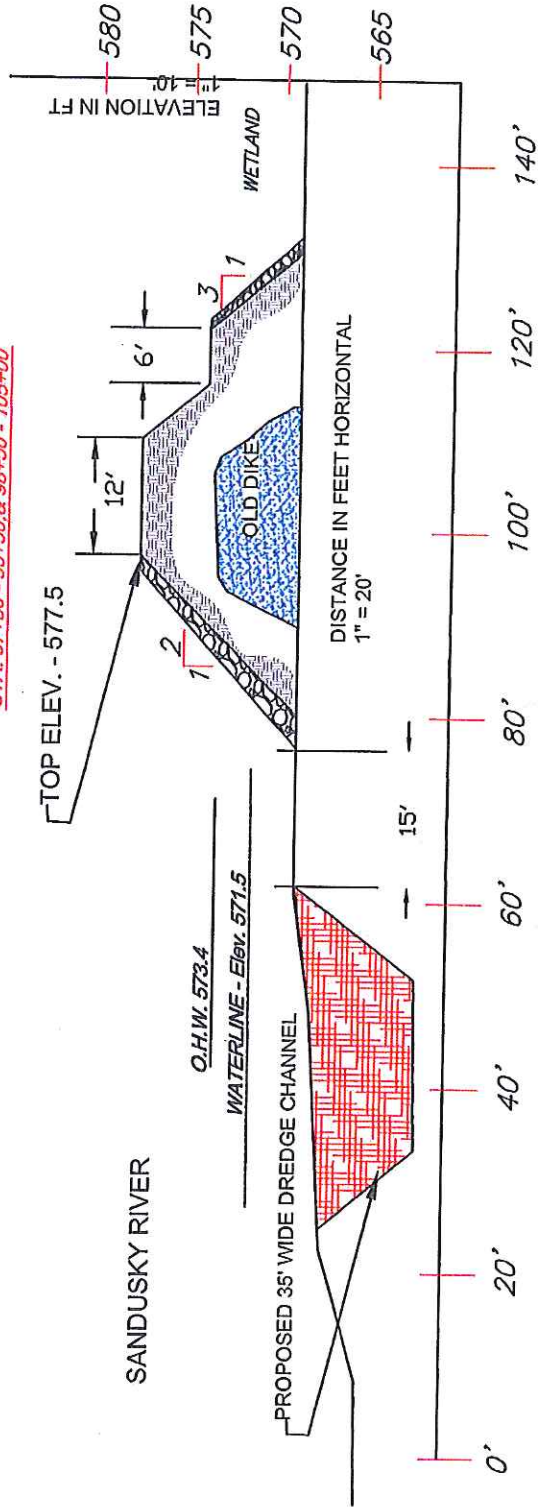 TOP ELEV. - 577.5
12'
6'
3
1
2
1
ELEVATION IN FT
1" = 10'
580
575
570
565
WETLAND
OLD DIKE
SANDUSKY RIVER
O.H.W. 573.4
WATERLINE - Elev. 571.5
PROPOSED 35' WIDE DREDGE CHANNEL
15'
DISTANCE IN FEET HORIZONTAL
1" = 20'
0'
20'
40'
60'
80'
100'
120'
140'